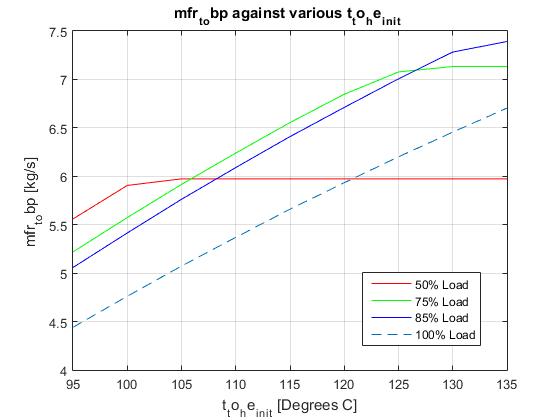 mfr_to bp against various t_t o_h e_init
7.5
7
6.5
6
5.5
5
4.5
4
mfr_to bp [kg/s]
50% Load
75% Load
85% Load
100% Load
95
100
105
110
115
120
125
130
135
t_t o_h e_init [Degrees C]